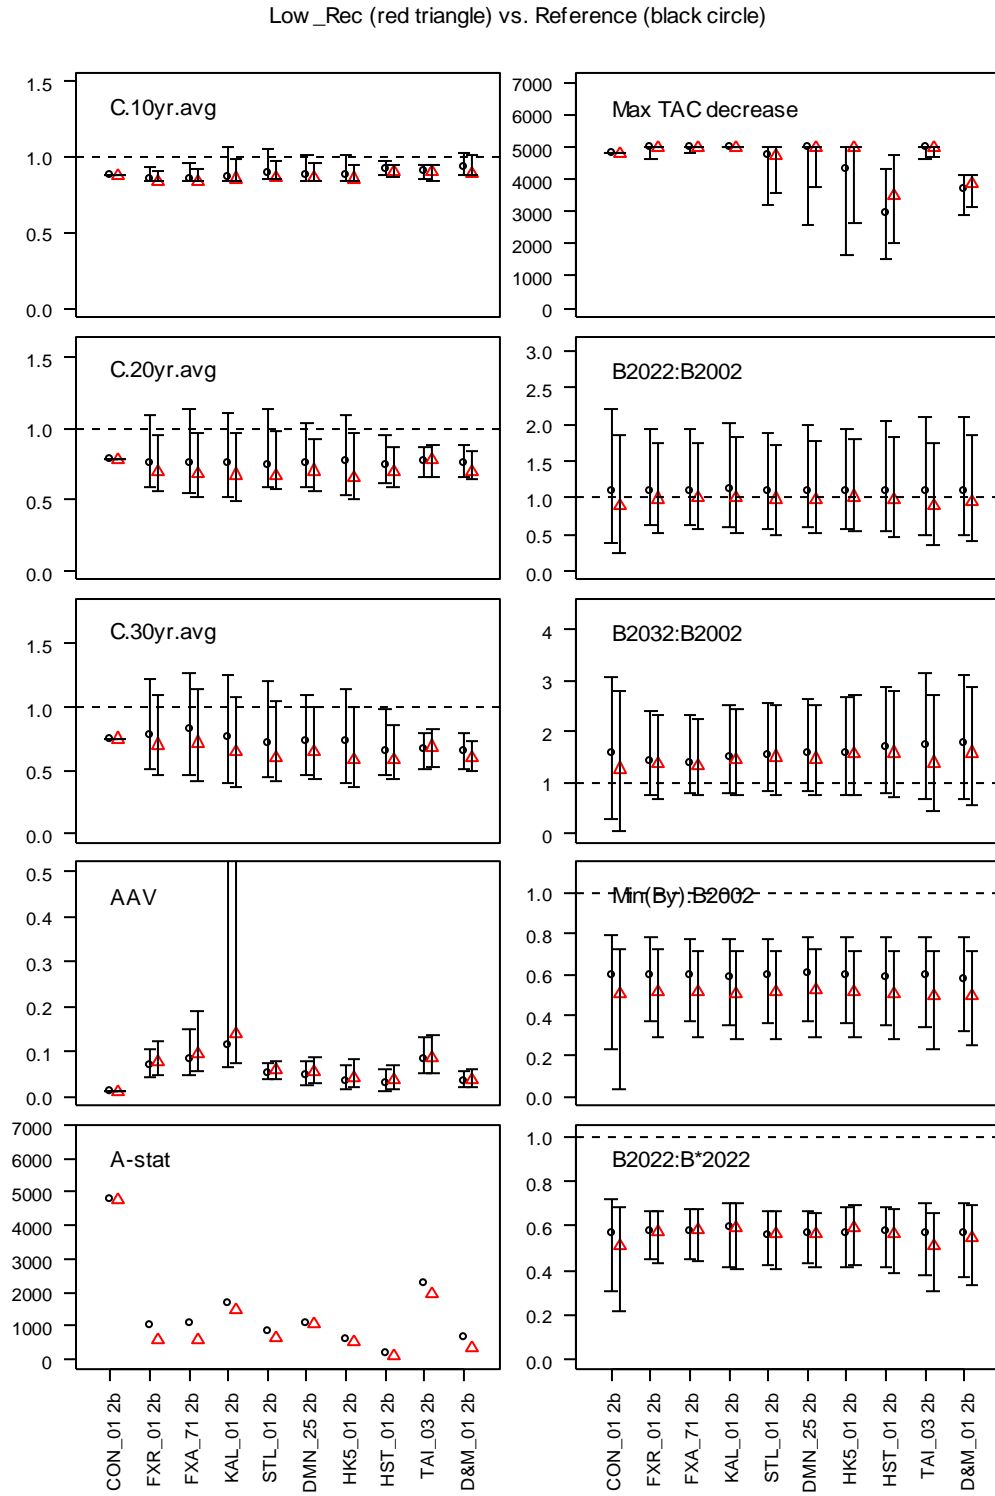 Low_Rec (red triangle) vs. Reference (black circle)
C.10yr.avg
1.5
1.0
0.5
0.0
Max TAC decrease
7000
6000
5000
4000
3000
2000
1000
0
C.20yr.avg
1.5
1.0
0.5
0.0
B2022:B2002
3.0
2.5
2.0
1.5
1.0
0.5
0.0
C.30yr.avg
1.5
1.0
0.5
0.0
B2032:B2002
4
3
2
1
0
AAV
0.5
0.4
0.3
0.2
0.1
0.0
Min(By):B2002
1.0
0.8
0.6
0.4
0.2
0.0
A-stat
7000
6000
5000
4000
3000
2000
1000
0
B2022:B*2022
1.0
0.8
0.6
0.4
0.2
0.0
CON_01 2b
FXR_01 2b
FXA_71 2b
KAL_01 2b
STL_01 2b
DMN_25 2b
HK5_01 2b
HST_01 2b
TAI_03 2b
D&M_01 2b
CON_01 2b
FXR_01 2b
FXA_71 2b
KAL_01 2b
STL_01 2b
DMN_25 2b
HK5_01 2b
HST_01 2b
TAI_03 2b
D&M_01 2b